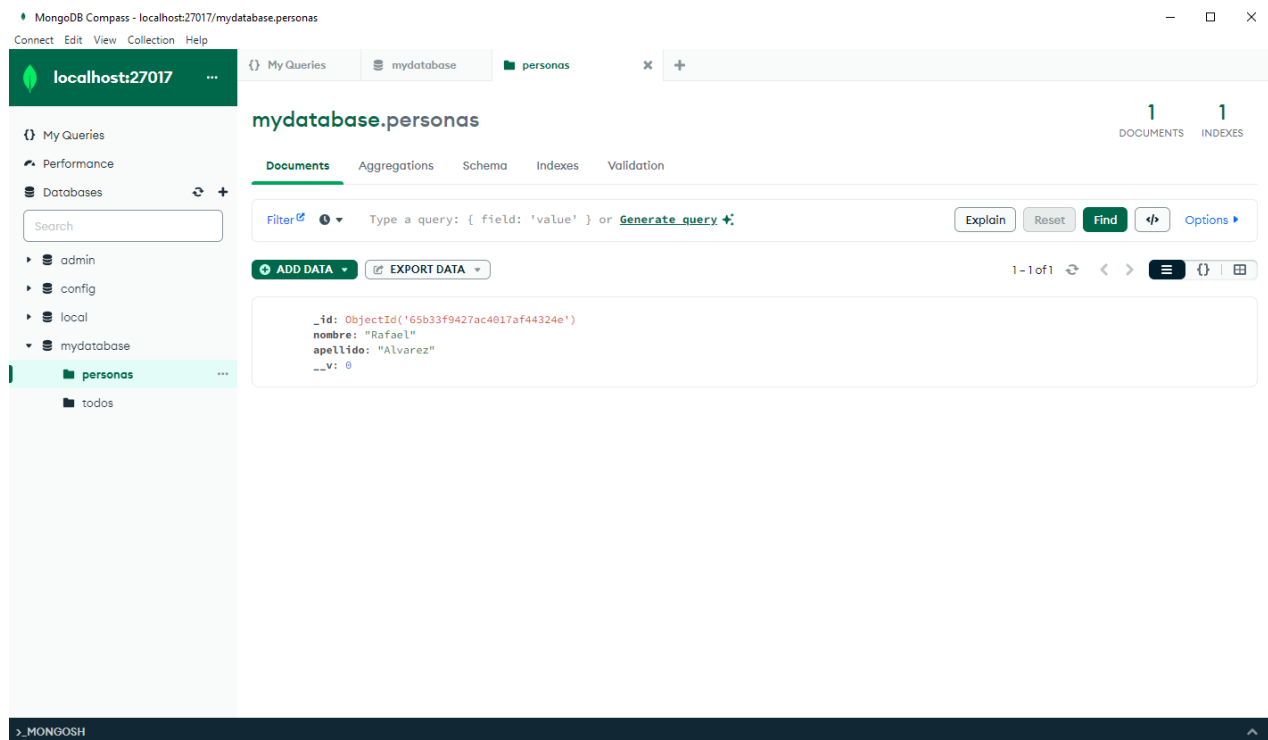 MongoDB Compass - localhost:27017/mydatabase.personas
Connect Edit View Collection Help
localhost:27017 ...
{} My Queries
mydatabase
personas
mydatabase.personas
1 DOCUMENTS
1 INDEXES
{} My Queries
Performance
Databases
Search
admin
config
local
mydatabase
personas ...
todos
Documents Aggregations Schema Indexes Validation
Filter Type a query: { field: 'value' } or Generate query Explain Reset Find </> Options
ADD DATA EXPORT DATA 1–1 of 1 {}
_id: ObjectId('65b33f9427ac4017af44324e')
nombre: "Rafael"
apellido: "Alvarez"
__v: 0
>_MONGOSH